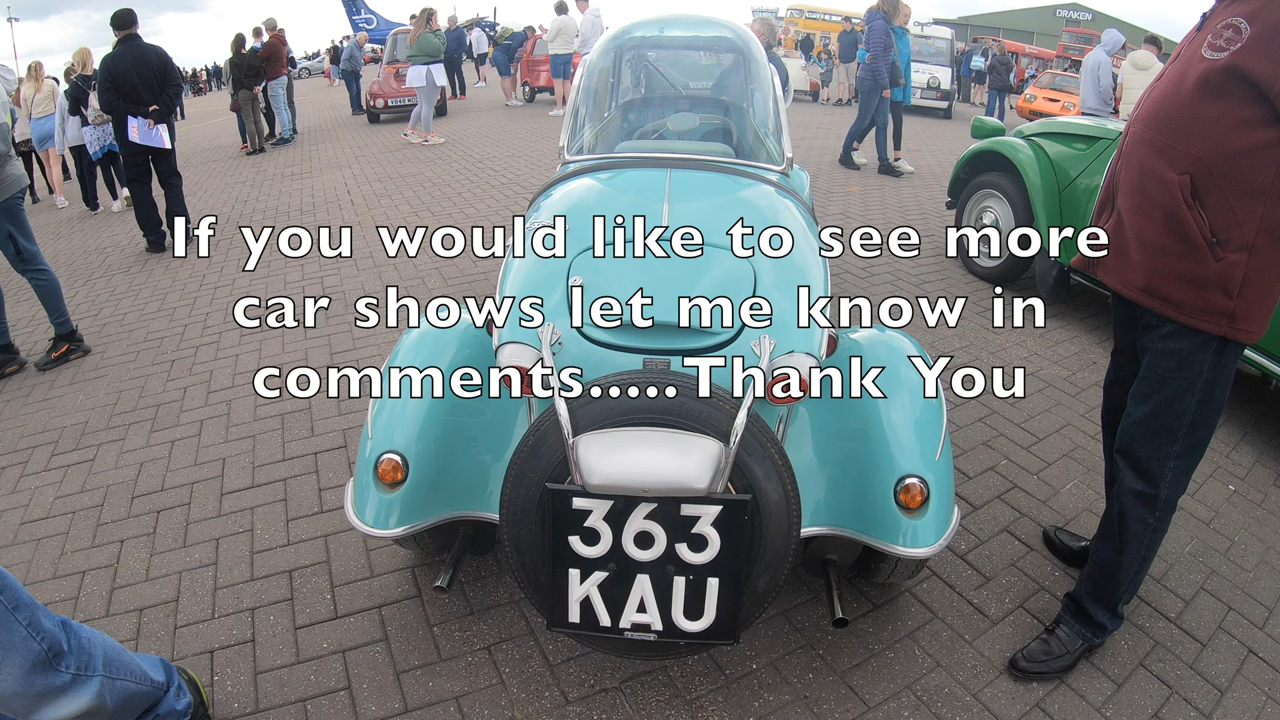 DRAKEN
If you would like to see more
car shows let me know in
comments.....Thank You
363
KAU